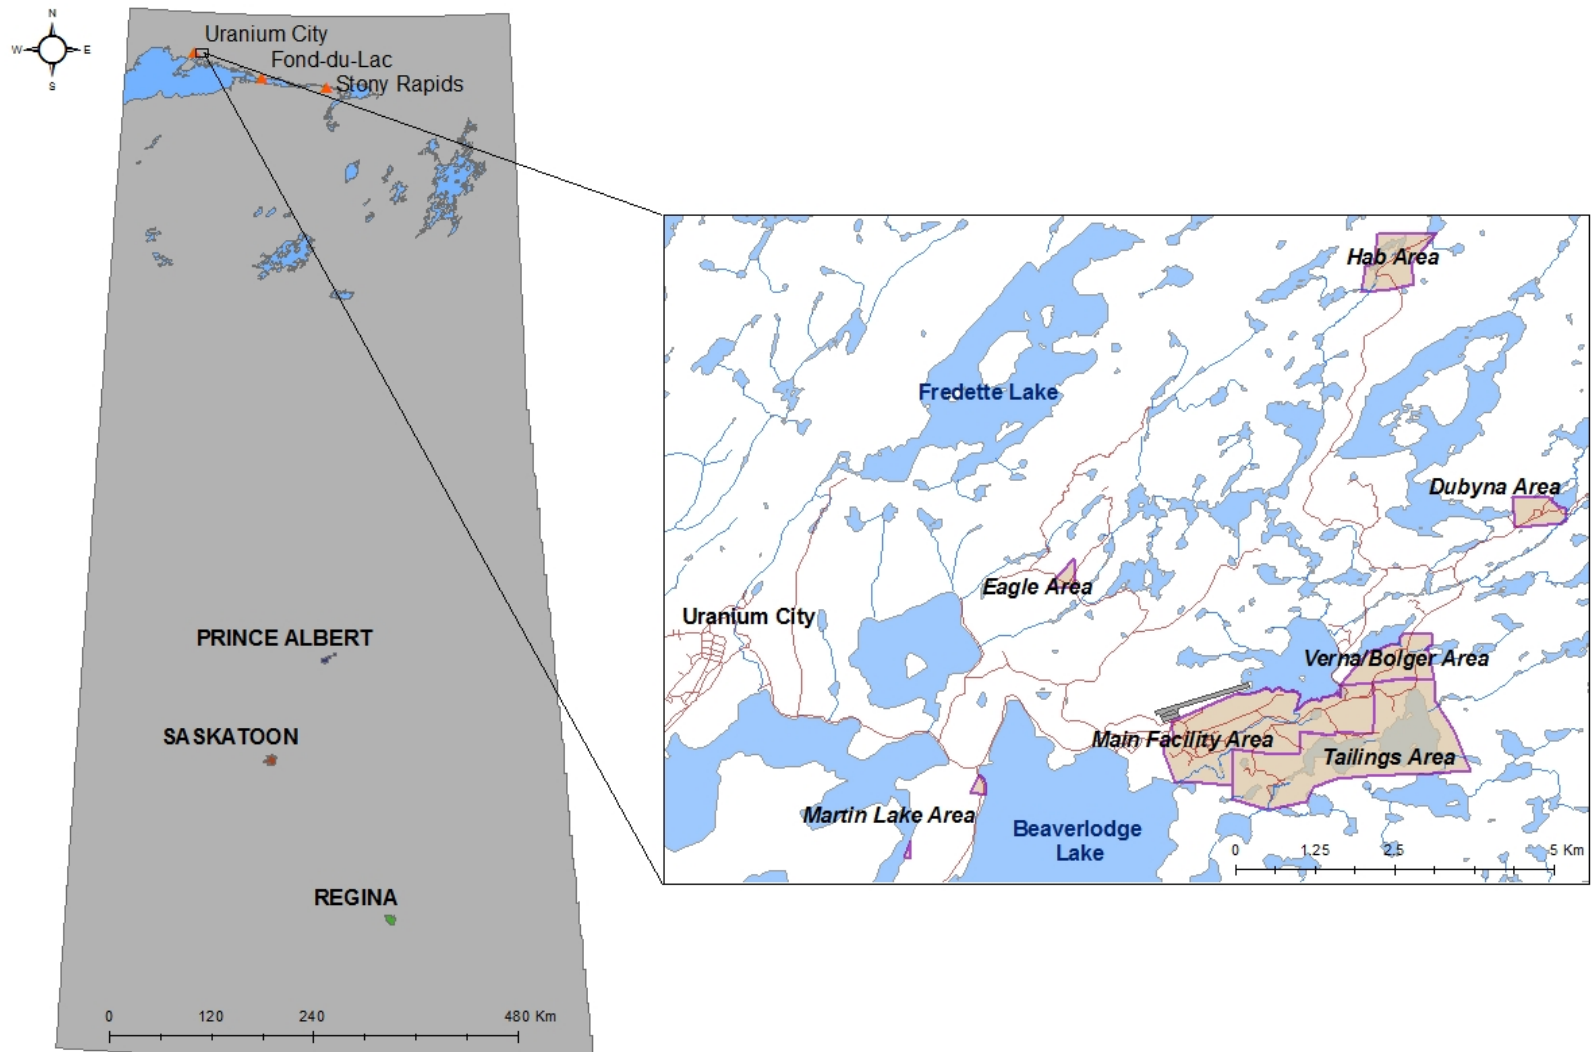 N
W E
S
Uranium City
Fond-du-Lac
Stony Rapids
PRINCE ALBERT
SASKATOON
REGINA
0 120 240 480 Km
Hab Area
Fredette Lake
Dubyna Area
Eagle Area
Uranium City
Verna/Bolger Area
Main Facility Area
Tailings Area
Martin Lake Area
Beaverlodge
Lake
0 1.25 2.5 5 Km